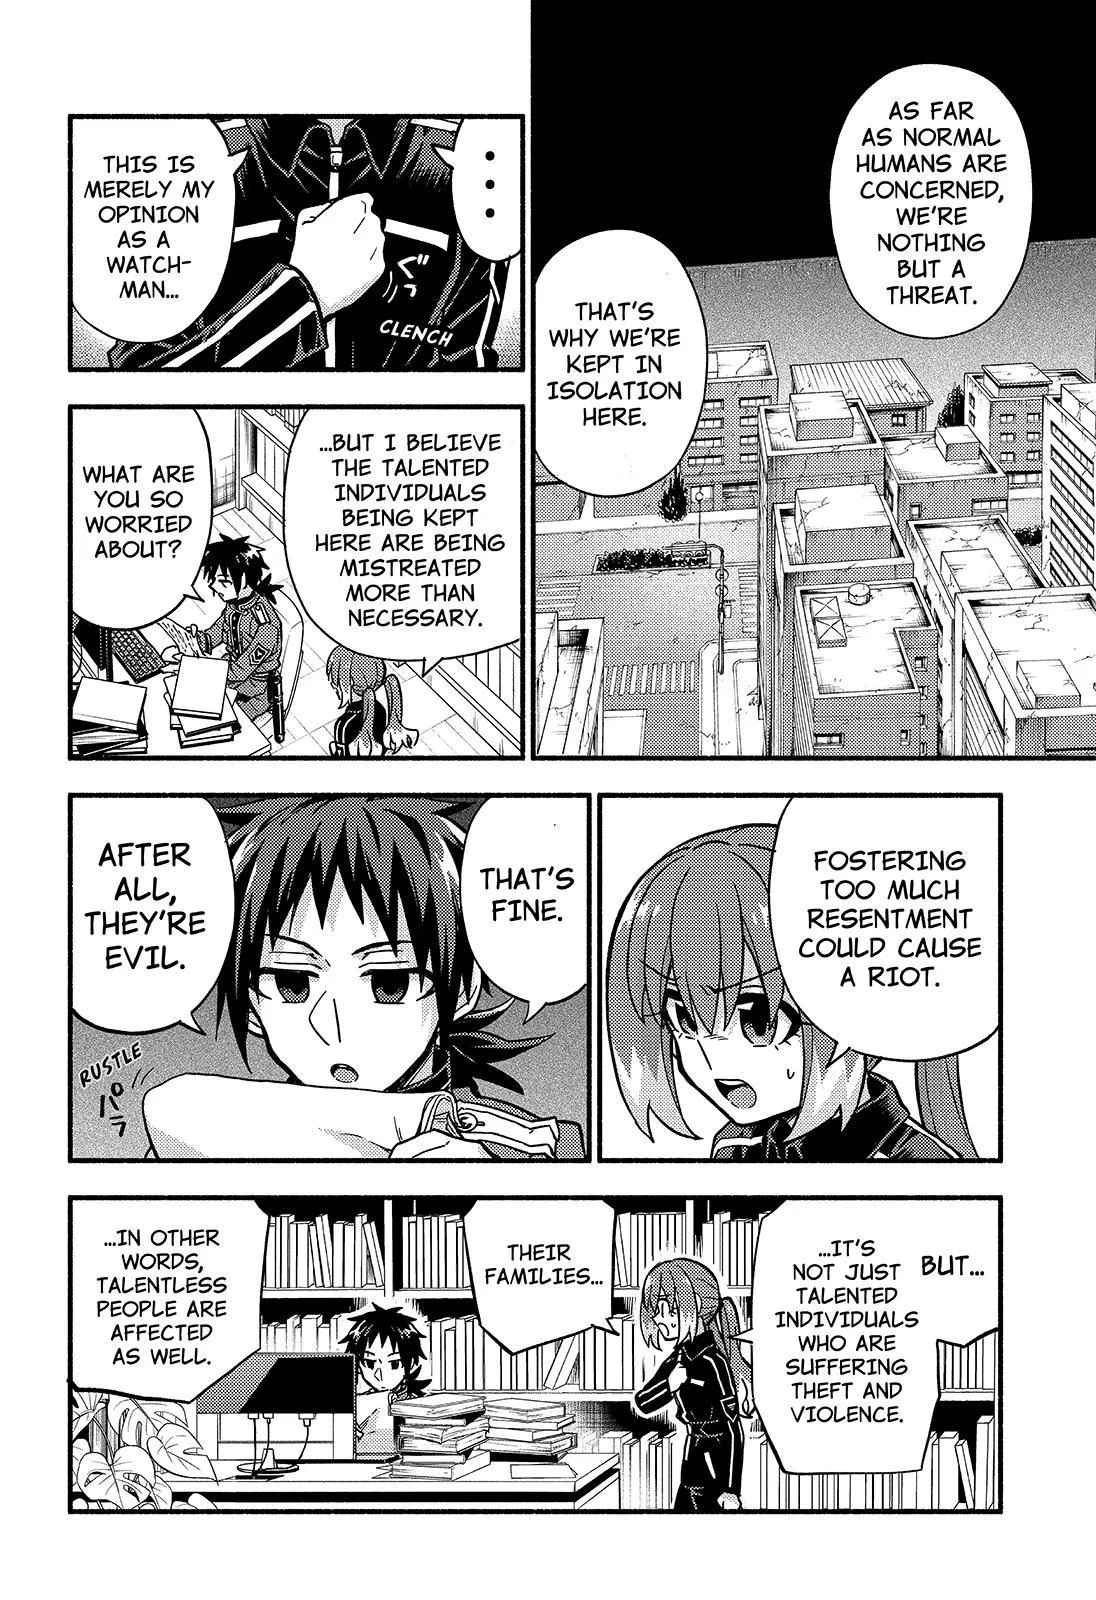 AS FAR
AS NORMAL
HUMANS ARE
CONCERNED,
WE'RE
NOTHING
BUT A
THREAT.
THAT'S
WHY WE'RE
KEPT IN
ISOLATION
HERE.
...
THIS IS
MERELY MY
OPINION
AS A
WATCH-
MAN...
ぐっ
CLENCH
...BUT I BELIEVE
THE TALENTED
INDIVIDUALS
BEING KEPT
HERE ARE BEING
MISTREATED
MORE THAN
NECESSARY.
WHAT ARE
YOU SO
WORRIED
ABOUT?
FOSTERING
TOO MUCH
RESENTMENT
COULD CAUSE
A RIOT.
THAT'S
FINE.
AFTER
ALL,
THEY'RE
EVIL.
RUSTLE
パラ
BUT...
...IT'S
NOT JUST
TALENTED
INDIVIDUALS
WHO ARE
SUFFERING
THEFT AND
VIOLENCE.
THEIR
FAMILIES...
...IN OTHER
WORDS,
TALENTLESS
PEOPLE ARE
AFFECTED
AS WELL.